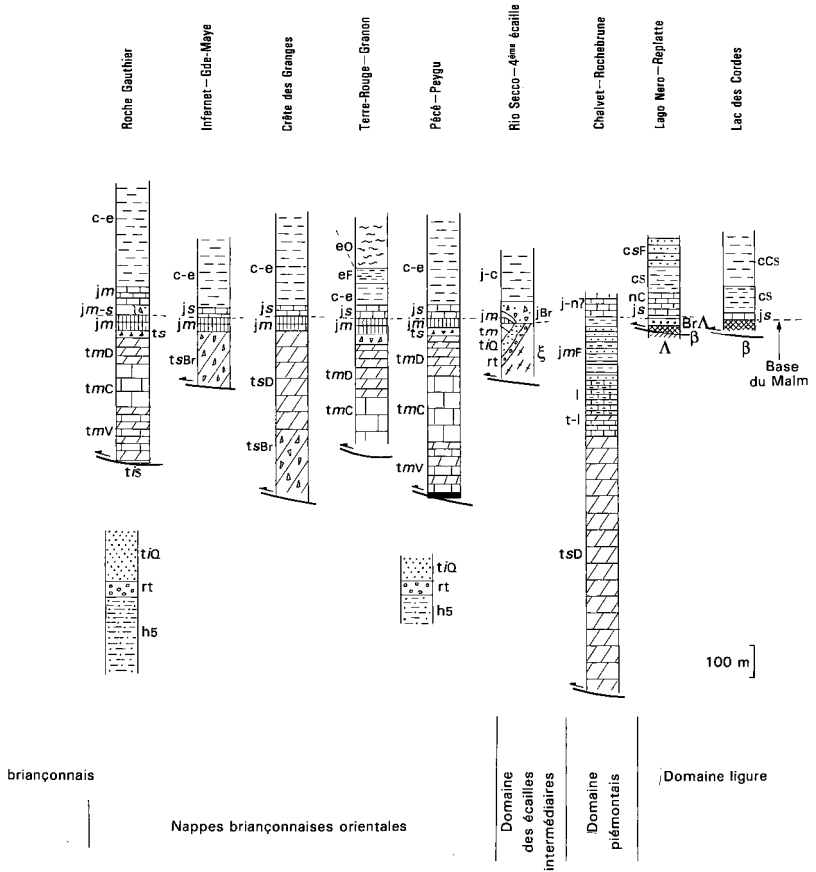 Roche Gauthier
Infernet – Gde-Maye
Crête des Granges
Terre-Rouge – Granon
Pécé – Peygu
Rio Secco – 4ème écaille
Chalvet – Rochebrune
Lago Nero – Replatte
Lac des Cordes
c-e
jm
jm-s
jm
ts
tmD
tmC
tmV
tis
tiQ
rt
h5
c-e
js
jm
tsBr
c-e
js
jm
tsD
tsBr
eO
eF
c-e
js
jm
tmD
tmC
c-e
js
jm
ts
tmD
tmC
tmV
tiQ
rt
h5
j-c
jm
jBr
tm
tiQ
rt
ξ
j-n?
jmF
l
t-l
tsD
csF
cs
nC
js
BrΛ
β
Λ
cCs
cs
js
β
Base
du Malm
100 m
briançonnais
Nappes briançonnaises orientales
Domaine
des écailles
intermédiaires
Domaine
piémontais
Domaine ligure